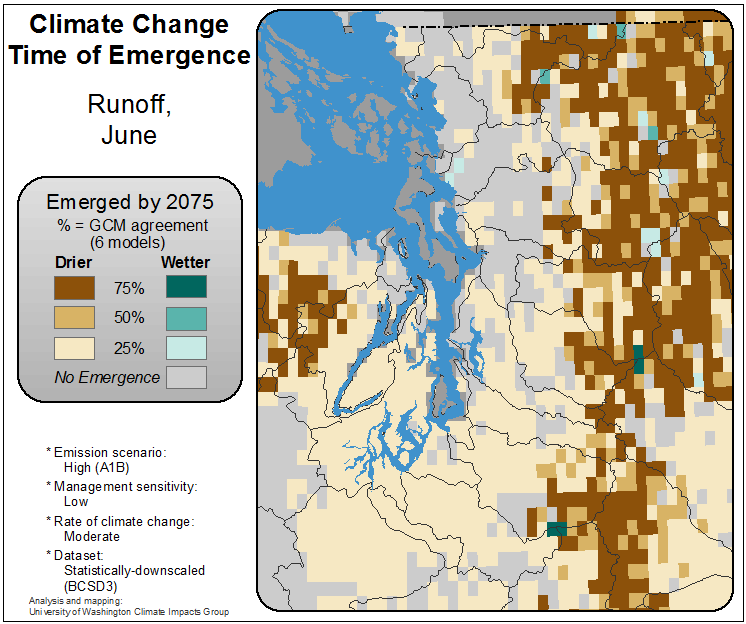 Climate Change
Time of Emergence
Runoff,
June
Emerged by 2075
% = GCM agreement
(6 models)
Drier Wetter
75%
50%
25%
No Emergence
* Emission scenario:
High (A1B)
* Management sensitivity:
Low
* Rate of climate change:
Moderate
* Dataset:
Statistically-downscaled
(BCSD3)
Analysis and mapping:
University of Washington Climate Impacts Group